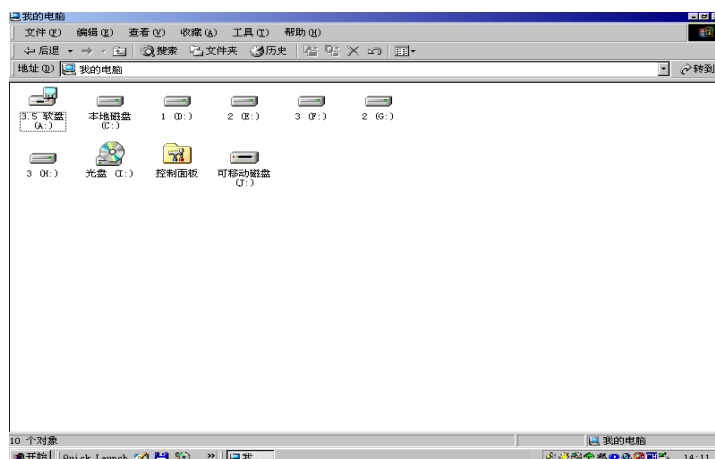 我的电脑
文件(F) 编辑(E) 查看(V) 收藏(A) 工具(T) 帮助(H)
后退 搜索 文件夹 历史
地址(D) 我的电脑 转到
3.5 软盘 (A:)
本地磁盘 (C:)
1 (D:)
2 (E:)
3 (F:)
2 (G:)
3 (H:)
光盘 (I:)
控制面板
可移动磁盘 (J:)
10 个对象 我的电脑
开始 Quick Launch » 我... 14:11